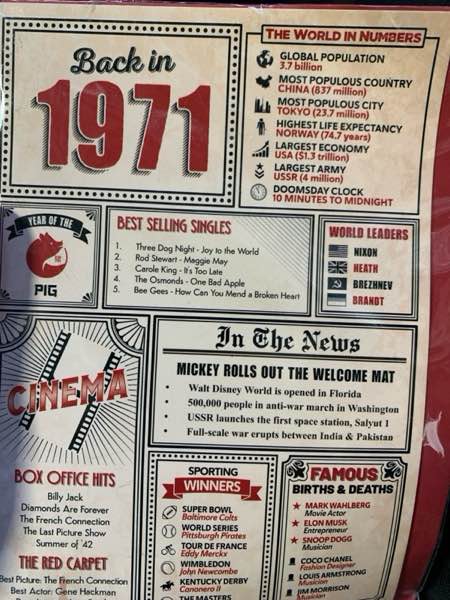 Back in
1971
THE WORLD IN NUMBERS
GLOBAL POPULATION
3.7 billion
MOST POPULOUS COUNTRY
CHINA (837 million)
MOST POPULOUS CITY
TOKYO (23.7 million)
HIGHEST LIFE EXPECTANCY
NORWAY (74.7 years)
LARGEST ECONOMY
USA ($1.3 trillion)
LARGEST ARMY
USSR (4 million)
DOOMSDAY CLOCK
10 MINUTES TO MIDNIGHT
YEAR OF THE
PIG
BEST SELLING SINGLES
1. Three Dog Night - Joy to the World
2. Rod Stewart - Maggie May
3. Carole King - It's Too Late
4. The Osmonds - One Bad Apple
5. Bee Gees - How Can You Mend a Broken Heart
WORLD LEADERS
NIXON
HEATH
BREZHNEV
BRANDT
CINEMA
BOX OFFICE HITS
Billy Jack
Diamonds Are Forever
The French Connection
The Last Picture Show
Summer of '42
THE RED CARPET
Best Picture: The French Connection
Best Actor: Gene Hackman
In The News
MICKEY ROLLS OUT THE WELCOME MAT
• Walt Disney World is opened in Florida
• 500,000 people in anti-war march in Washington
• USSR launches the first space station, Salyut 1
• Full-scale war erupts between India & Pakistan
SPORTING
WINNERS
SUPER BOWL
Baltimore Colts
WORLD SERIES
Pittsburgh Pirates
TOUR DE FRANCE
Eddy Merckx
WIMBLEDON
John Newcombe
KENTUCKY DERBY
Canonero II
THE MASTERS
FAMOUS
BIRTHS & DEATHS
MARK WAHLBERG
Movie Actor
ELON MUSK
Entrepreneur
SNOOP DOGG
Musician
COCO CHANEL
Fashion Designer
LOUIS ARMSTRONG
Musician
JIM MORRISON
Musician